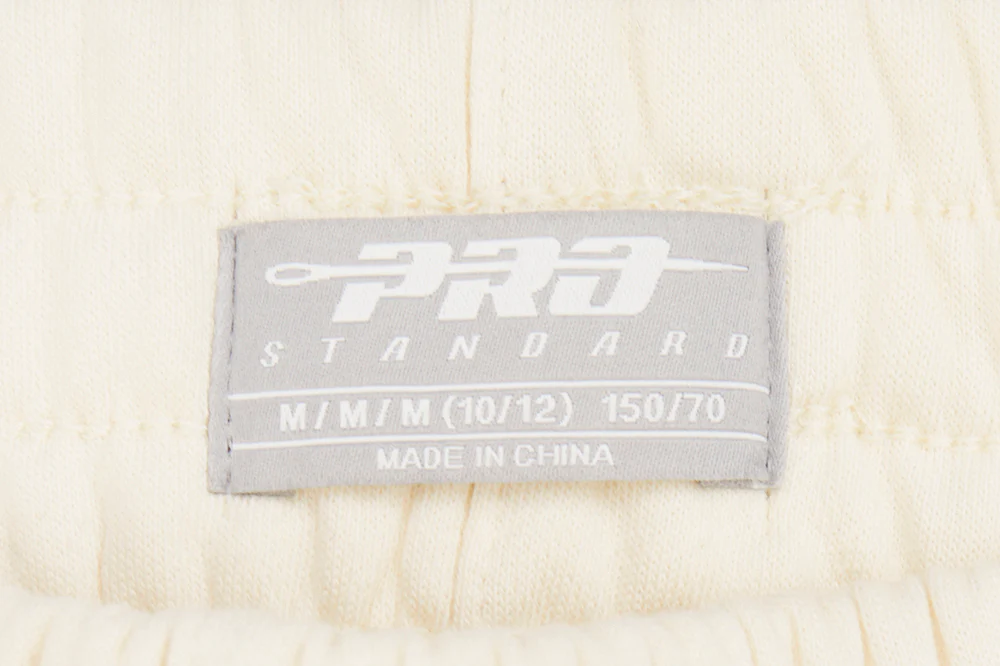 PRO
STANDARD
M/M/M (10/12) 150/70
MADE IN CHINA